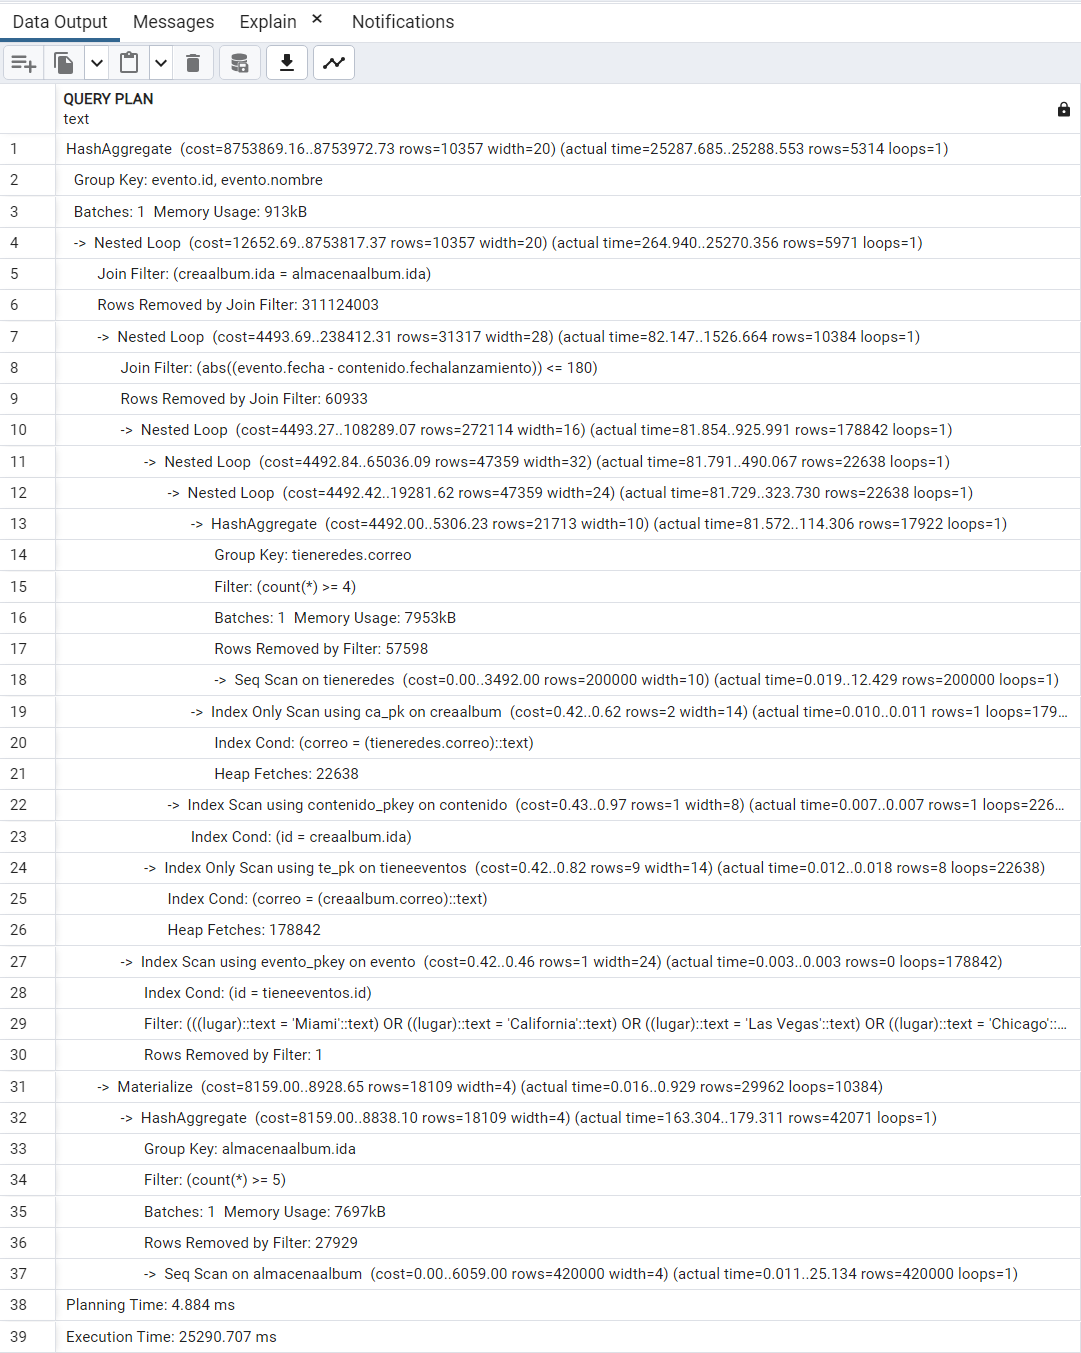 Data Output Messages Explain × Notifications
QUERY PLAN
text
1 HashAggregate (cost=8753869.16..8753972.73 rows=10357 width=20) (actual time=25287.685..25288.553 rows=5314 loops=1)
2 Group Key: evento.id, evento.nombre
3 Batches: 1 Memory Usage: 913kB
4 -> Nested Loop (cost=12652.69..8753817.37 rows=10357 width=20) (actual time=264.940..25270.356 rows=5971 loops=1)
5 Join Filter: (creaalbum.ida = almacenaalbum.ida)
6 Rows Removed by Join Filter: 311124003
7 -> Nested Loop (cost=4493.69..238412.31 rows=31317 width=28) (actual time=82.147..1526.664 rows=10384 loops=1)
8 Join Filter: (abs((evento.fecha - contenido.fechalanzamiento)) <= 180)
9 Rows Removed by Join Filter: 60933
10 -> Nested Loop (cost=4493.27..108289.07 rows=272114 width=16) (actual time=81.854..925.991 rows=178842 loops=1)
11 -> Nested Loop (cost=4492.84..65036.09 rows=47359 width=32) (actual time=81.791..490.067 rows=22638 loops=1)
12 -> Nested Loop (cost=4492.42..19281.62 rows=47359 width=24) (actual time=81.729..323.730 rows=22638 loops=1)
13 -> HashAggregate (cost=4492.00..5306.23 rows=21713 width=10) (actual time=81.572..114.306 rows=17922 loops=1)
14 Group Key: tieneredes.correo
15 Filter: (count(*) >= 4)
16 Batches: 1 Memory Usage: 7953kB
17 Rows Removed by Filter: 57598
18 -> Seq Scan on tieneredes (cost=0.00..3492.00 rows=200000 width=10) (actual time=0.019..12.429 rows=200000 loops=1)
19 -> Index Only Scan using ca_pk on creaalbum (cost=0.42..0.62 rows=2 width=14) (actual time=0.010..0.011 rows=1 loops=179...
20 Index Cond: (correo = (tieneredes.correo)::text)
21 Heap Fetches: 22638
22 -> Index Scan using contenido_pkey on contenido (cost=0.43..0.97 rows=1 width=8) (actual time=0.007..0.007 rows=1 loops=226...
23 Index Cond: (id = creaalbum.ida)
24 -> Index Only Scan using te_pk on tieneeventos (cost=0.42..0.82 rows=9 width=14) (actual time=0.012..0.018 rows=8 loops=22638)
25 Index Cond: (correo = (creaalbum.correo)::text)
26 Heap Fetches: 178842
27 -> Index Scan using evento_pkey on evento (cost=0.42..0.46 rows=1 width=24) (actual time=0.003..0.003 rows=0 loops=178842)
28 Index Cond: (id = tieneeventos.id)
29 Filter: (((lugar)::text = 'Miami'::text) OR ((lugar)::text = 'California'::text) OR ((lugar)::text = 'Las Vegas'::text) OR ((lugar)::text = 'Chicago'::...
30 Rows Removed by Filter: 1
31 -> Materialize (cost=8159.00..8928.65 rows=18109 width=4) (actual time=0.016..0.929 rows=29962 loops=10384)
32 -> HashAggregate (cost=8159.00..8838.10 rows=18109 width=4) (actual time=163.304..179.311 rows=42071 loops=1)
33 Group Key: almacenaalbum.ida
34 Filter: (count(*) >= 5)
35 Batches: 1 Memory Usage: 7697kB
36 Rows Removed by Filter: 27929
37 -> Seq Scan on almacenaalbum (cost=0.00..6059.00 rows=420000 width=4) (actual time=0.011..25.134 rows=420000 loops=1)
38 Planning Time: 4.884 ms
39 Execution Time: 25290.707 ms